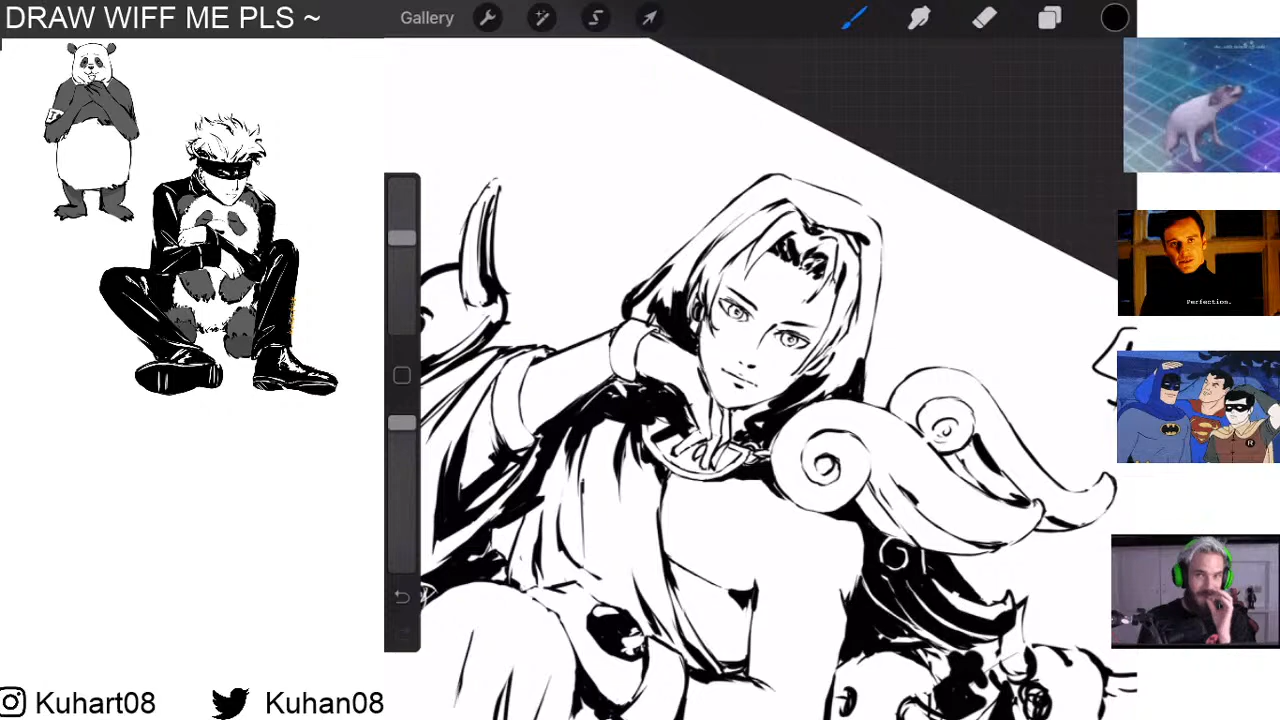 DRAW WIFF ME PLS ~
Gallery
Perfection.
Kuhart08
Kuhan08